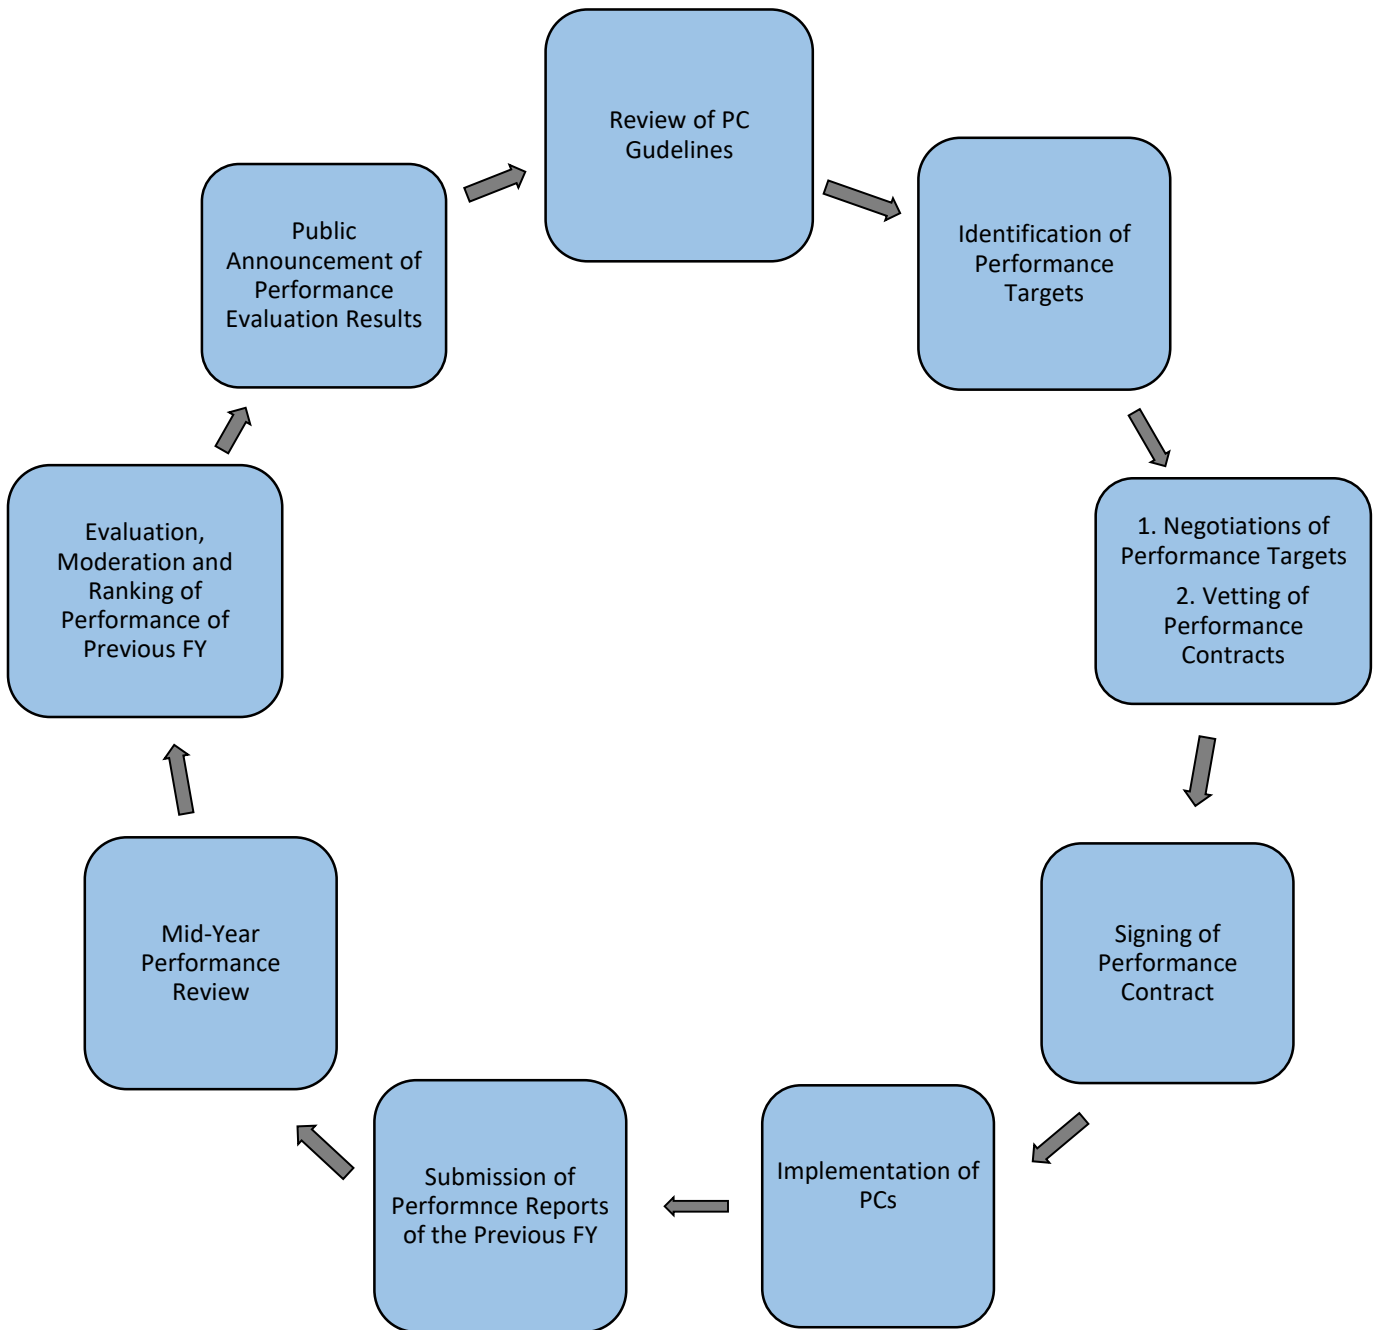 Review of PC
Gudelines
Identification of
Performance
Targets
1. Negotiations of
Performance Targets
2. Vetting of
Performance
Contracts
Signing of
Performance
Contract
Implementation of
PCs
Submission of
Performnce Reports
of the Previous FY
Mid-Year
Performance
Review
Evaluation,
Moderation and
Ranking of
Performance of
Previous FY
Public
Announcement of
Performance
Evaluation Results